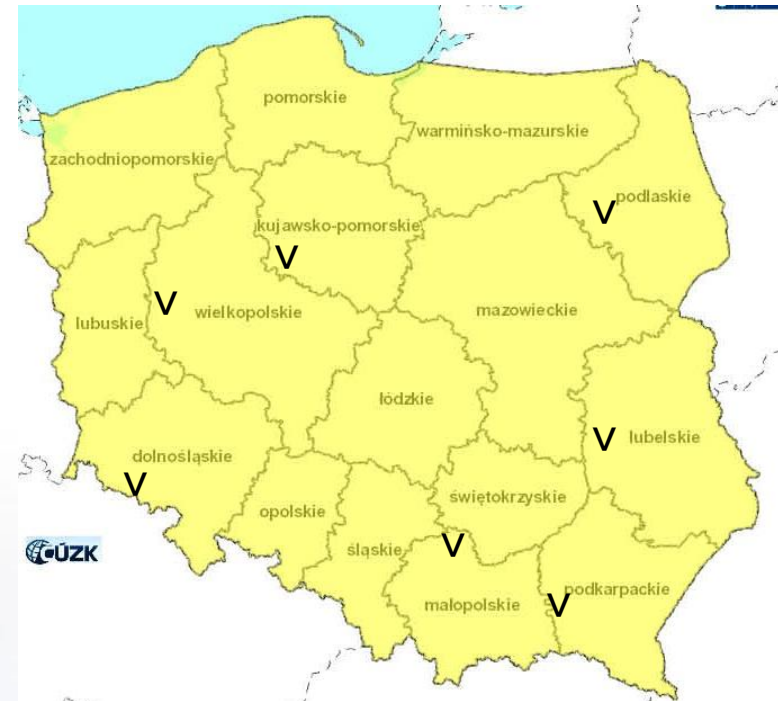 pomorskie
warmińsko-mazurskie
zachodniopomorskie
podlaskie
V
kujawsko-pomorskie
V
V
wielkopolskie
mazowieckie
lubuskie
łódzkie
V
lubelskie
dolnośląskie
V
świętokrzyskie
opolskie
V
śląskie
podkarpackie
V
małopolskie
ČÚZK